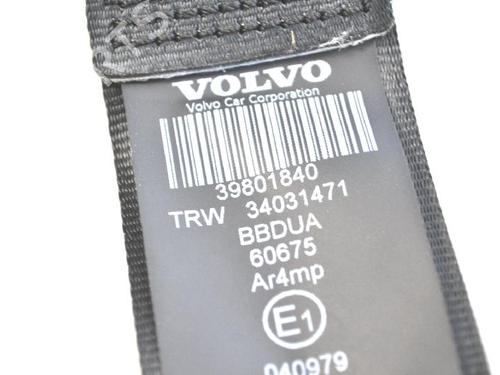 VOLVO
Volvo Car Corporation
39801840
TRW 34031471
BBDUA
60675
Ar4mp
E1
040979